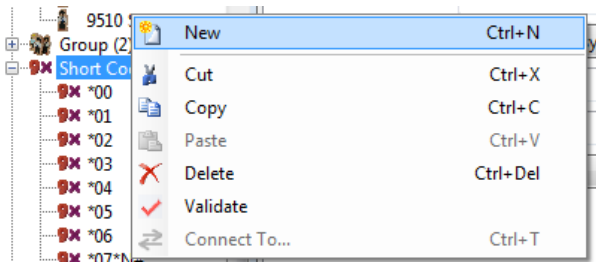 9510
Group (2)
Short Co
*00
*01
*02
*03
*04
*05
*06
*07*N#
New Ctrl+N
Cut Ctrl+X
Copy Ctrl+C
Paste Ctrl+V
Delete Ctrl+Del
Validate
Connect To... Ctrl+T